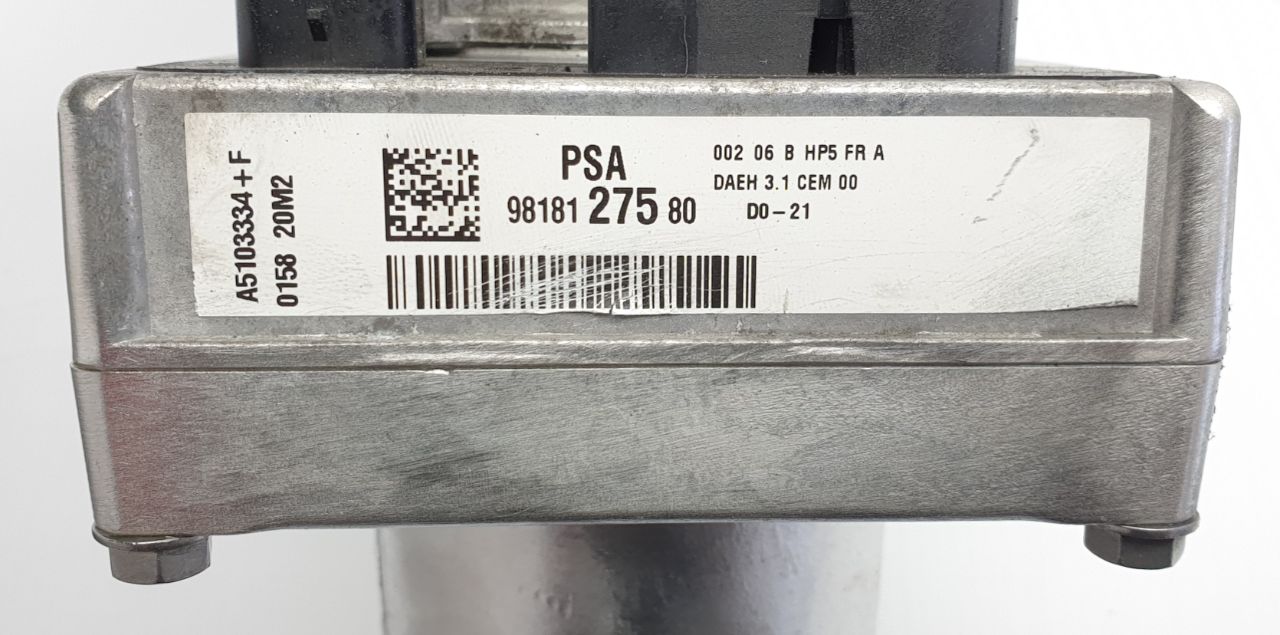 A5103334+F
0158 20M2
PSA
98181 275 80
002 06 B HP5 FR A
DAEH 3.1 CEM 00
D0-21